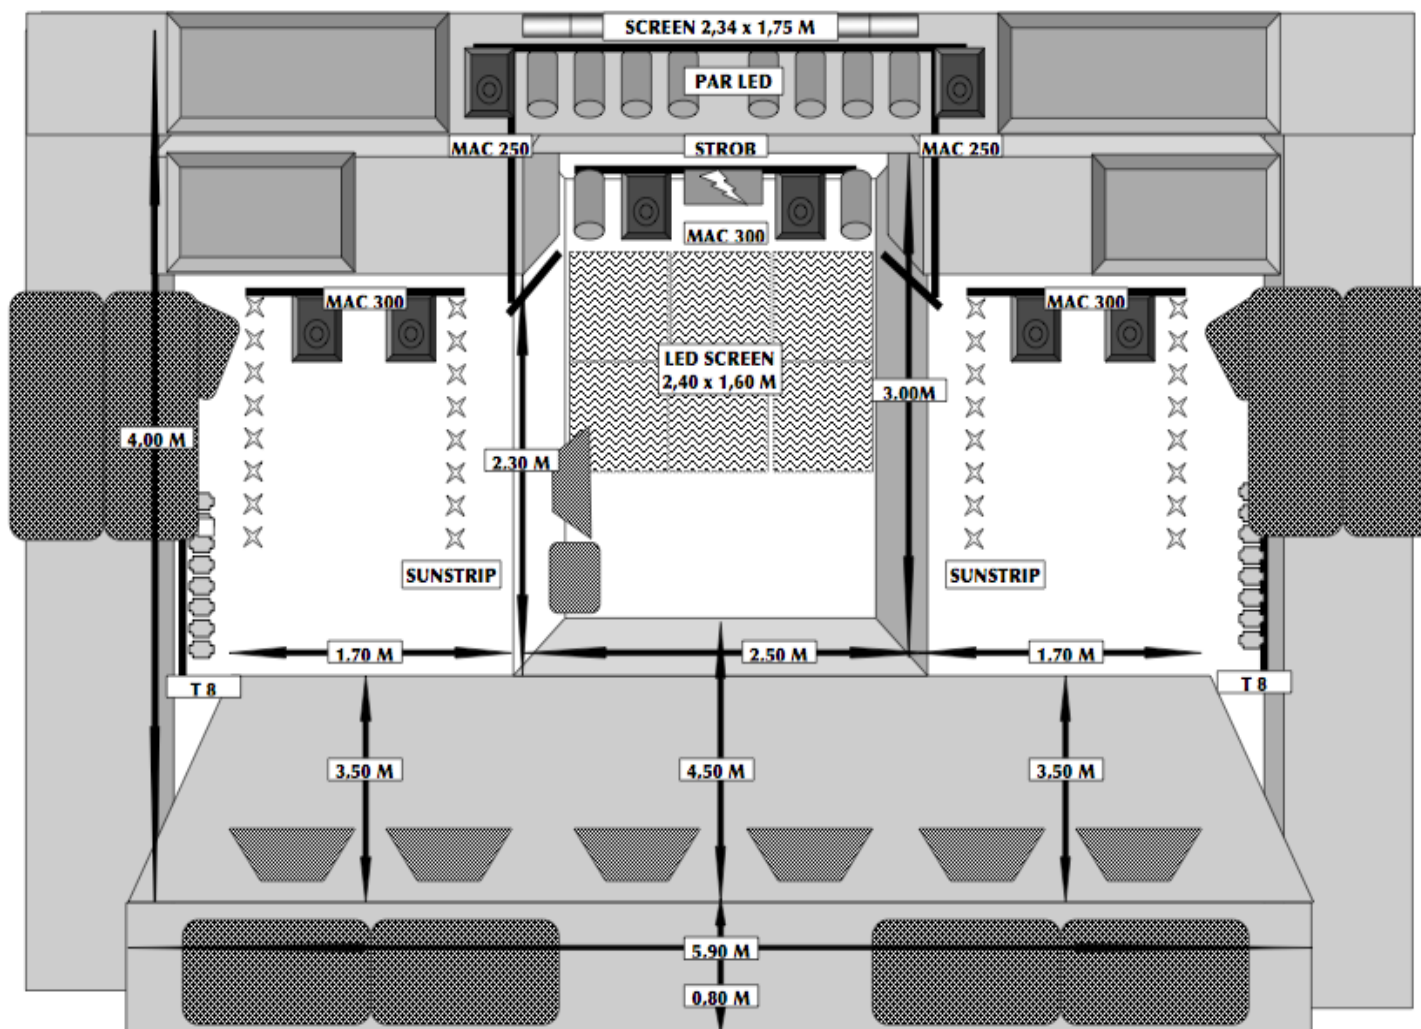 SCREEN 2,34 x 1,75 M
PAR LED
MAC 250
STROB
MAC 250
MAC 300
MAC 300
MAC 300
LED SCREEN
2,40 x 1,60 M
3,00M
4,00 M
2,30 M
SUNSTRIP
SUNSTRIP
1,70 M
2,50 M
1,70 M
T 8
T 8
3,50 M
4,50 M
3,50 M
5,90 M
0,80 M